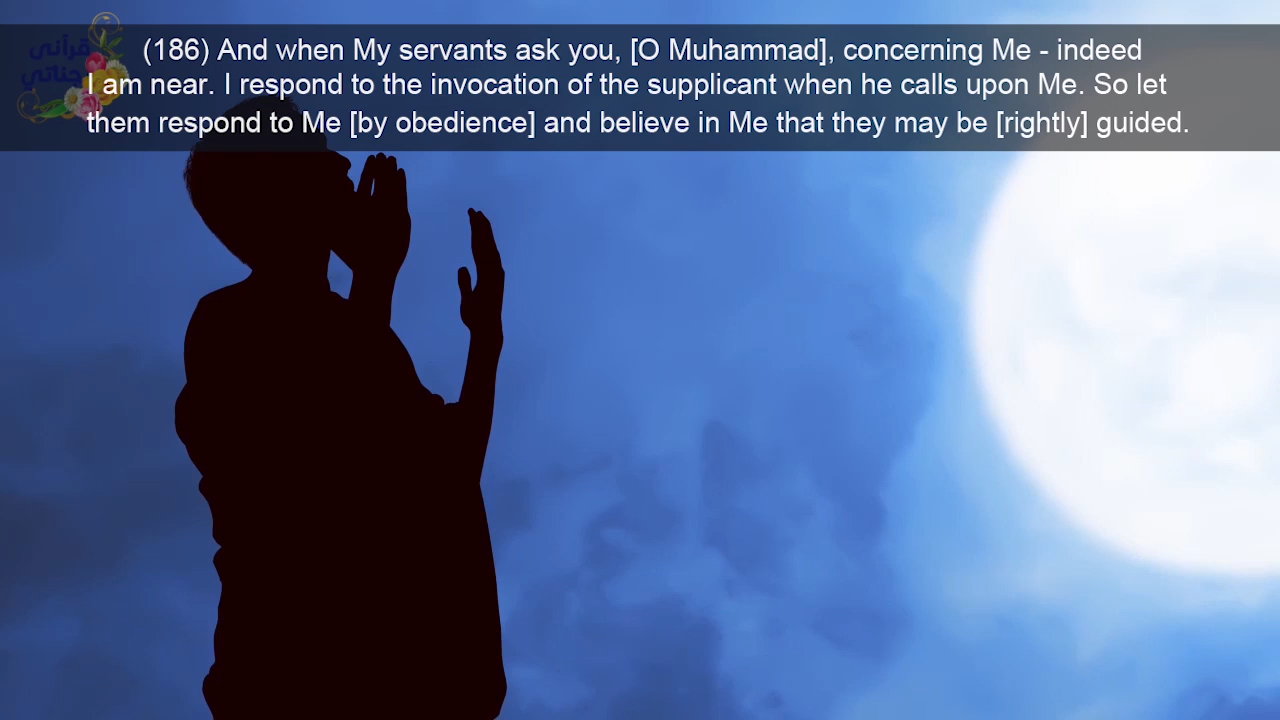 قرآني
جناتي
(186) And when My servants ask you, [O Muhammad], concerning Me - indeed
I am near. I respond to the invocation of the supplicant when he calls upon Me. So let
them respond to Me [by obedience] and believe in Me that they may be [rightly] guided.